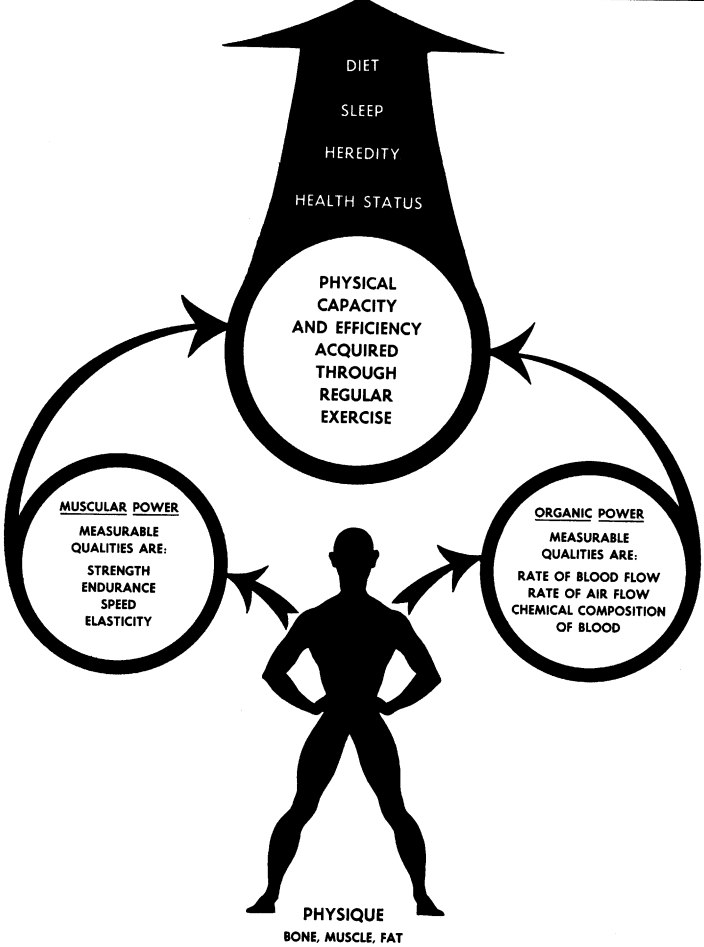 DIET
SLEEP
HEREDITY
HEALTH STATUS
PHYSICAL
CAPACITY
AND EFFICIENCY
ACQUIRED
THROUGH
REGULAR
EXERCISE
MUSCULAR POWER
MEASURABLE
QUALITIES ARE:
STRENGTH
ENDURANCE
SPEED
ELASTICITY
ORGANIC POWER
MEASURABLE
QUALITIES ARE:
RATE OF BLOOD FLOW
RATE OF AIR FLOW
CHEMICAL COMPOSITION
OF BLOOD
PHYSIQUE
BONE, MUSCLE, FAT